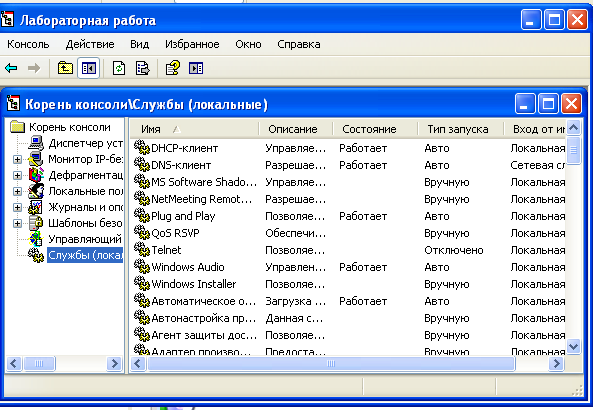 Лабораторная работа
Консоль Действие Вид Избранное Окно Справка
Корень консоли\Службы (локальные)
Корень консоли
Диспетчер уст
Монитор IP-бе:
Дефрагментац
Локальные пол
Журналы и опо
Шаблоны безо
Управляющий
Службы (лока
Имя Описание Состояние Тип запуска Вход от им
DHCP-клиент Управляе... Работает Авто Локальная
DNS-клиент Разрешае... Работает Авто Сетевая сл
MS Software Shado... Управляе... Вручную Локальная
NetMeeting Remot... Разрешае... Вручную Локальная
Plug and Play Позволяе... Работает Авто Локальная
QoS RSVP Обеспечи... Вручную Локальная
Telnet Позволяе... Отключено Локальная
Windows Audio Управлен... Работает Авто Локальная
Windows Installer Позволяе... Вручную Локальная
Автоматическое о... Загрузка ... Работает Авто Локальная
Автонастройка пр... Данная с... Вручную Локальная
Агент защиты дос... Позволяе... Вручную Локальная
Адаптер произво... Предоста... Вручную Локальная